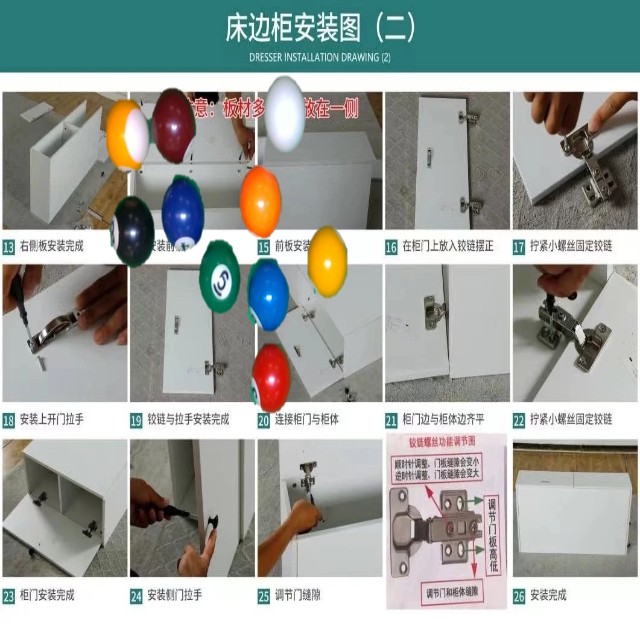 床边柜安装图（二）
DRESSER INSTALLATION DRAWING (2)
意：板材多
放在一侧
13 右侧板安装完成
安装前
15 前板安装
16 在柜门上放入铰链摆正
17 拧紧小螺丝固定铰链
18 安装上开门拉手
19 铰链与拉手安装完成
20 连接柜门与柜体
21 柜门边与柜体边齐平
22 拧紧小螺丝固定铰链
铰链螺丝功能调节图
顺时针调整、门板缝隙会变小
逆时针调整、门板缝隙会变大
调节门板高低
调节门和柜体缝隙
23 柜门安装完成
24 安装侧门拉手
25 调节门缝隙
26 安装完成